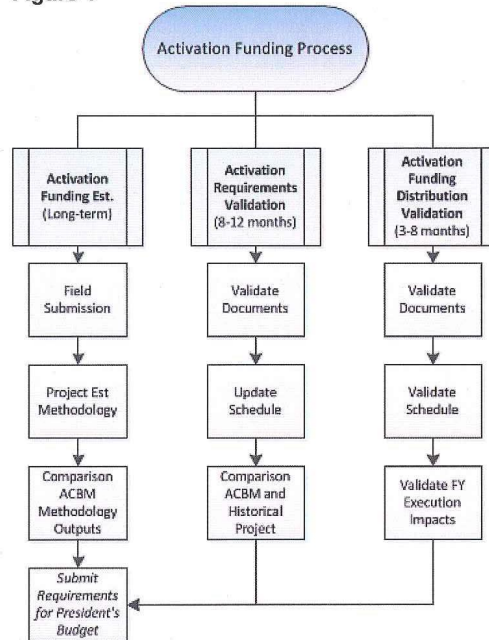 Activation Funding Process
Activation
Funding Est.
(Long-term)
Field
Submission
Project Est
Methodology
Comparison
ACBM
Methodology
Outputs
Submit
Requirements
for President's
Budget
Activation
Requirements
Validation
(8-12 months)
Validate
Documents
Update
Schedule
Comparison
ACBM and
Historical
Project
Activation
Funding
Distribution
Validation
(3-8 months)
Validate
Documents
Validate
Schedule
Validate FY
Execution
Impacts